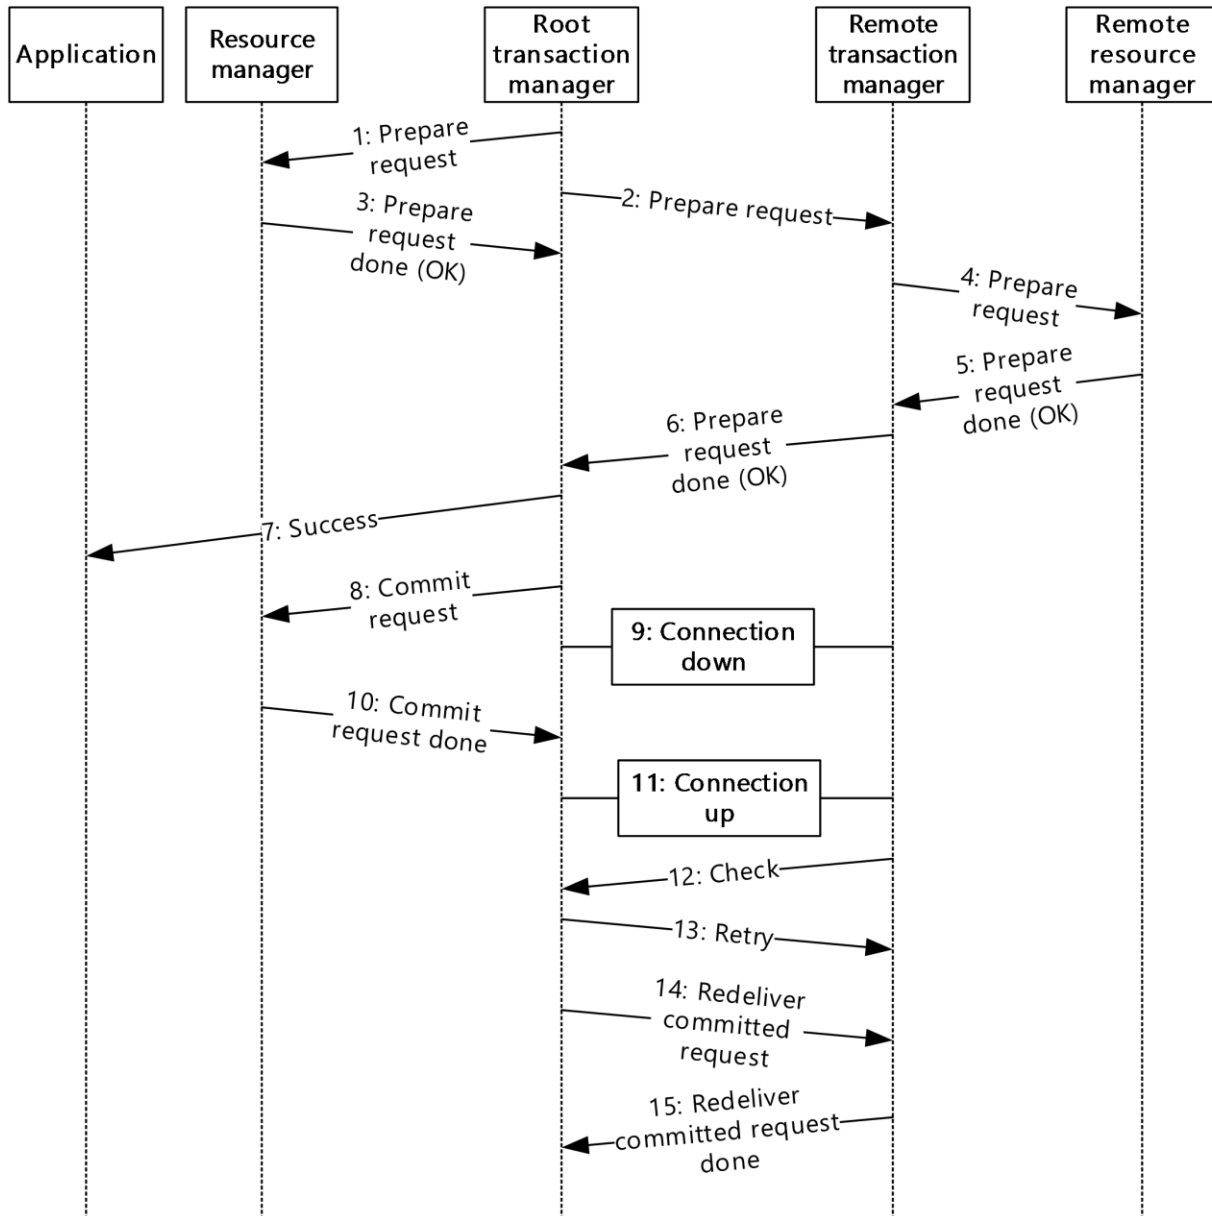 Application
Resource
manager
Root
transaction
manager
Remote
transaction
manager
Remote
resource
manager
1: Prepare
request
2: Prepare request
3: Prepare
request
done (OK)
4: Prepare
request
5: Prepare
request
done (OK)
6: Prepare
request
done (OK)
7: Success
8: Commit
request
9: Connection
down
10: Commit
request done
11: Connection
up
12: Check
13: Retry
14: Redeliver
committed
request
15: Redeliver
committed request
done